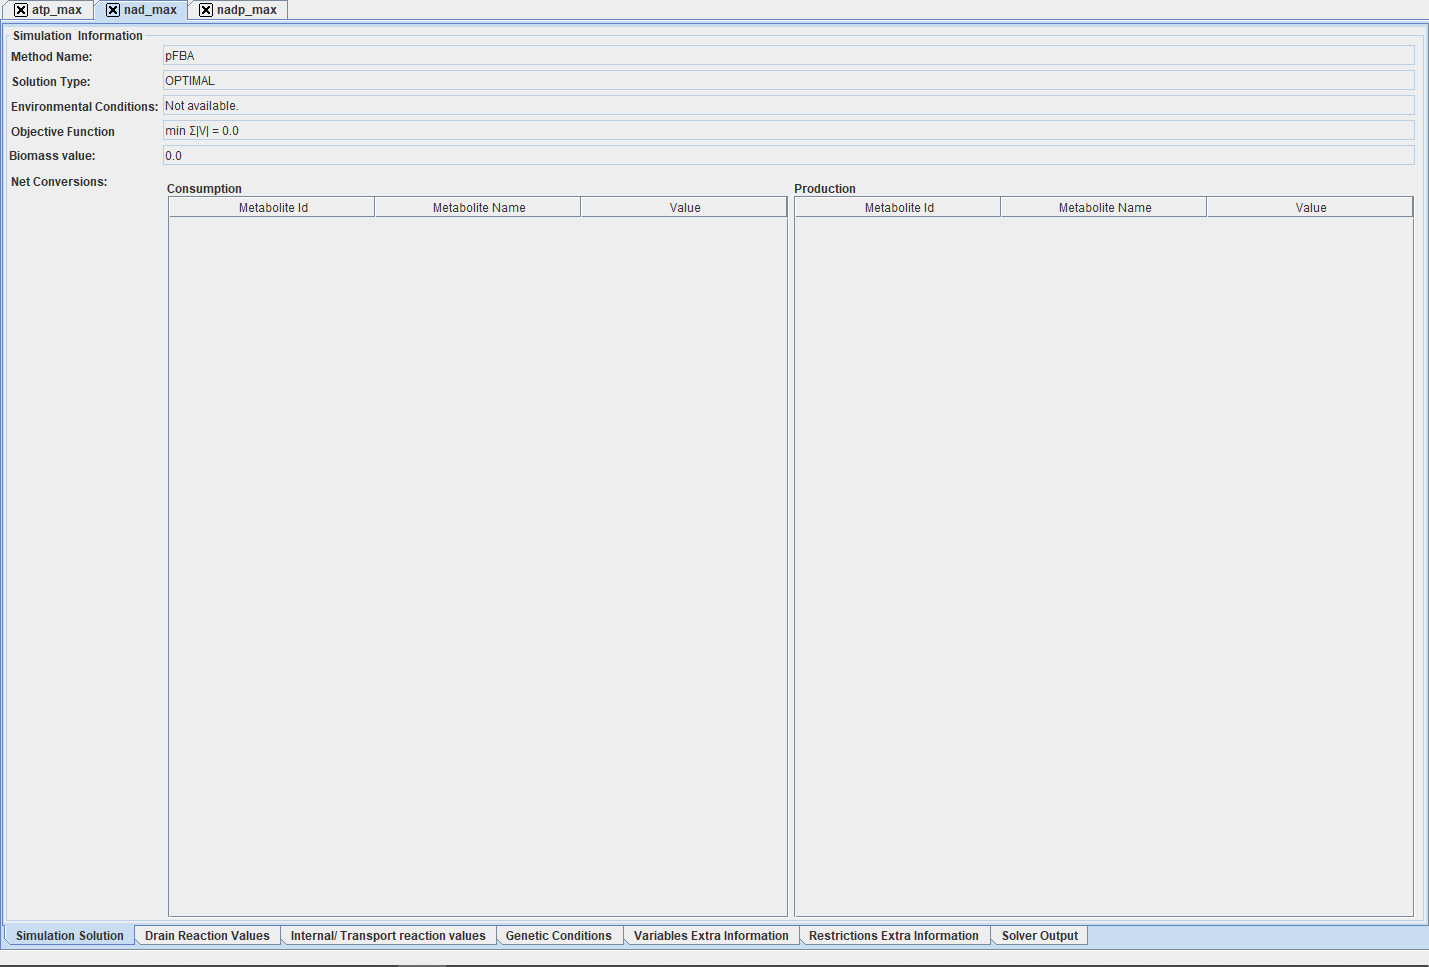 atp_max nad_max nadp_max
Simulation Information
Method Name: pFBA
Solution Type: OPTIMAL
Environmental Conditions: Not available.
Objective Function min Σ|V| = 0.0
Biomass value: 0.0
Net Conversions:
Consumption Production
Metabolite Id Metabolite Name Value Metabolite Id Metabolite Name Value
Simulation Solution Drain Reaction Values Internal/ Transport reaction values Genetic Conditions Variables Extra Information Restrictions Extra Information Solver Output